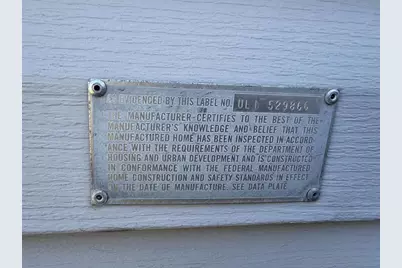 AS EVIDENCED BY THIS LABEL NO. ULI 529864
THE MANUFACTURER CERTIFIES TO THE BEST OF THE
MANUFACTURER'S KNOWLEDGE AND BELIEF THAT THIS
MANUFACTURED HOME HAS BEEN INSPECTED IN ACCORD-
ANCE WITH THE REQUIREMENTS OF THE DEPARTMENT OF
HOUSING AND URBAN DEVELOPMENT AND IS CONSTRUCTED
IN CONFORMANCE WITH THE FEDERAL MANUFACTURED
HOME CONSTRUCTION AND SAFETY STANDARDS IN EFFECT
ON THE DATE OF MANUFACTURE. SEE DATA PLATE.